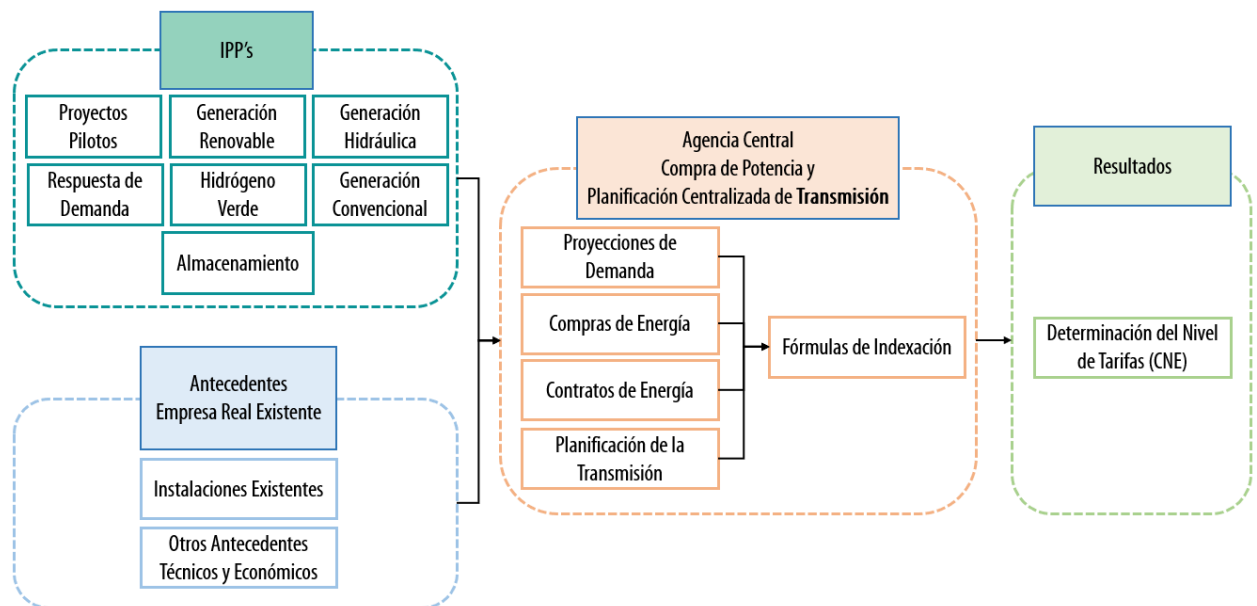 IPP's
Proyectos
Pilotos
Generación
Renovable
Generación
Hidráulica
Respuesta de
Demanda
Hidrógeno
Verde
Generación
Convencional
Almacenamiento
Antecedentes
Empresa Real Existente
Instalaciones Existentes
Otros Antecedentes
Técnicos y Económicos
Agencia Central
Compra de Potencia y
Planificación Centralizada de Transmisión
Proyecciones de
Demanda
Compras de Energía
Contratos de Energía
Planificación de la
Transmisión
Fórmulas de Indexación
Resultados
Determinación del Nivel
de Tarifas (CNE)